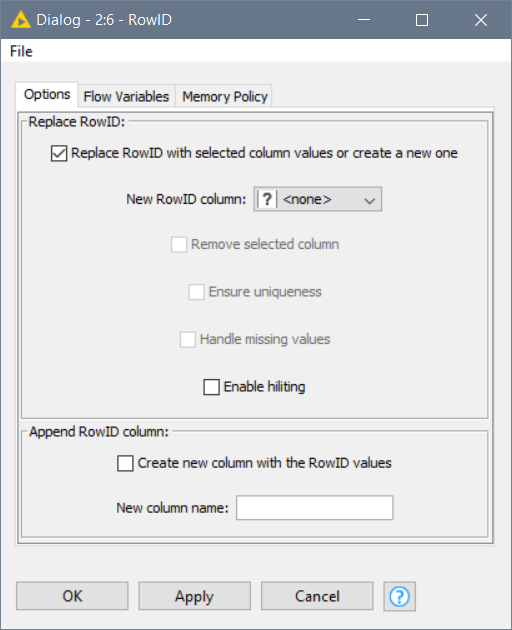 Dialog - 2:6 - RowID
File
Options Flow Variables Memory Policy
Replace RowID:
Replace RowID with selected column values or create a new one
New RowID column: ? <none>
Remove selected column
Ensure uniqueness
Handle missing values
Enable hiliting
Append RowID column:
Create new column with the RowID values
New column name:
OK Apply Cancel ?